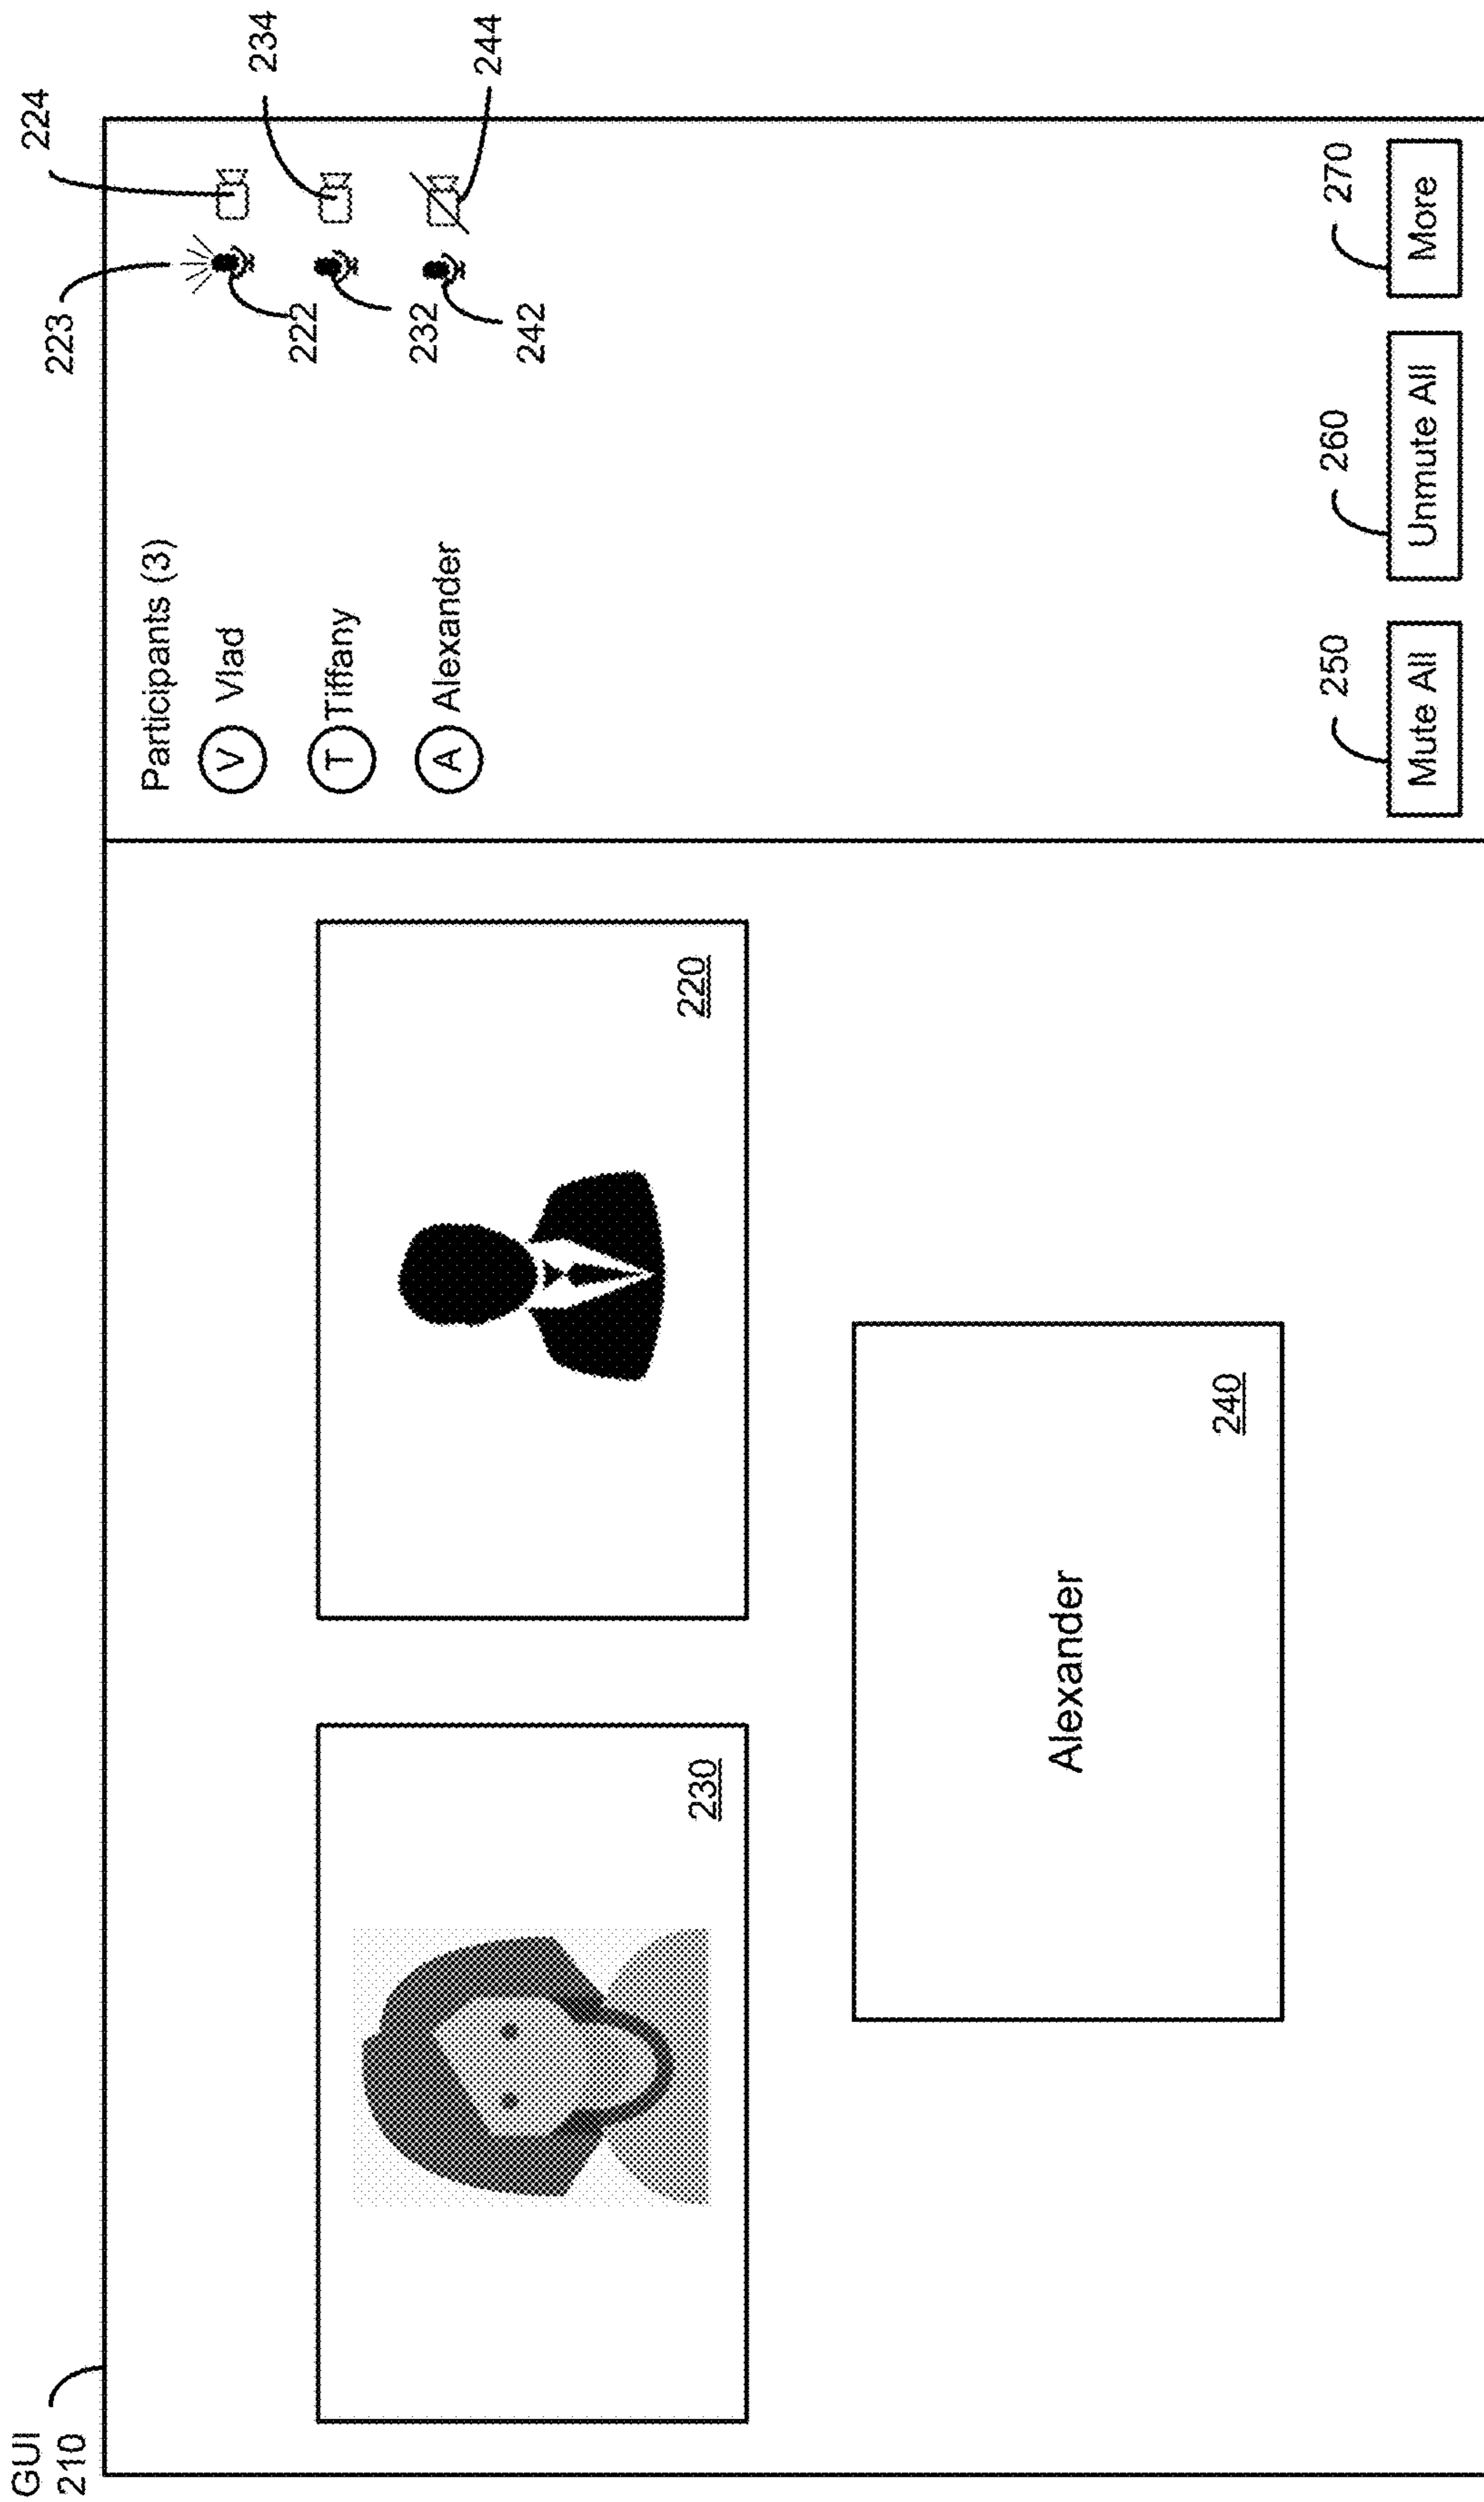 GUI
210
230
220
Alexander
240
Participants (3)
223
224
V Vlad
222
234
T Tiffany
232
A Alexander
242
244
250
260
270
Mute All
Unmute All
More